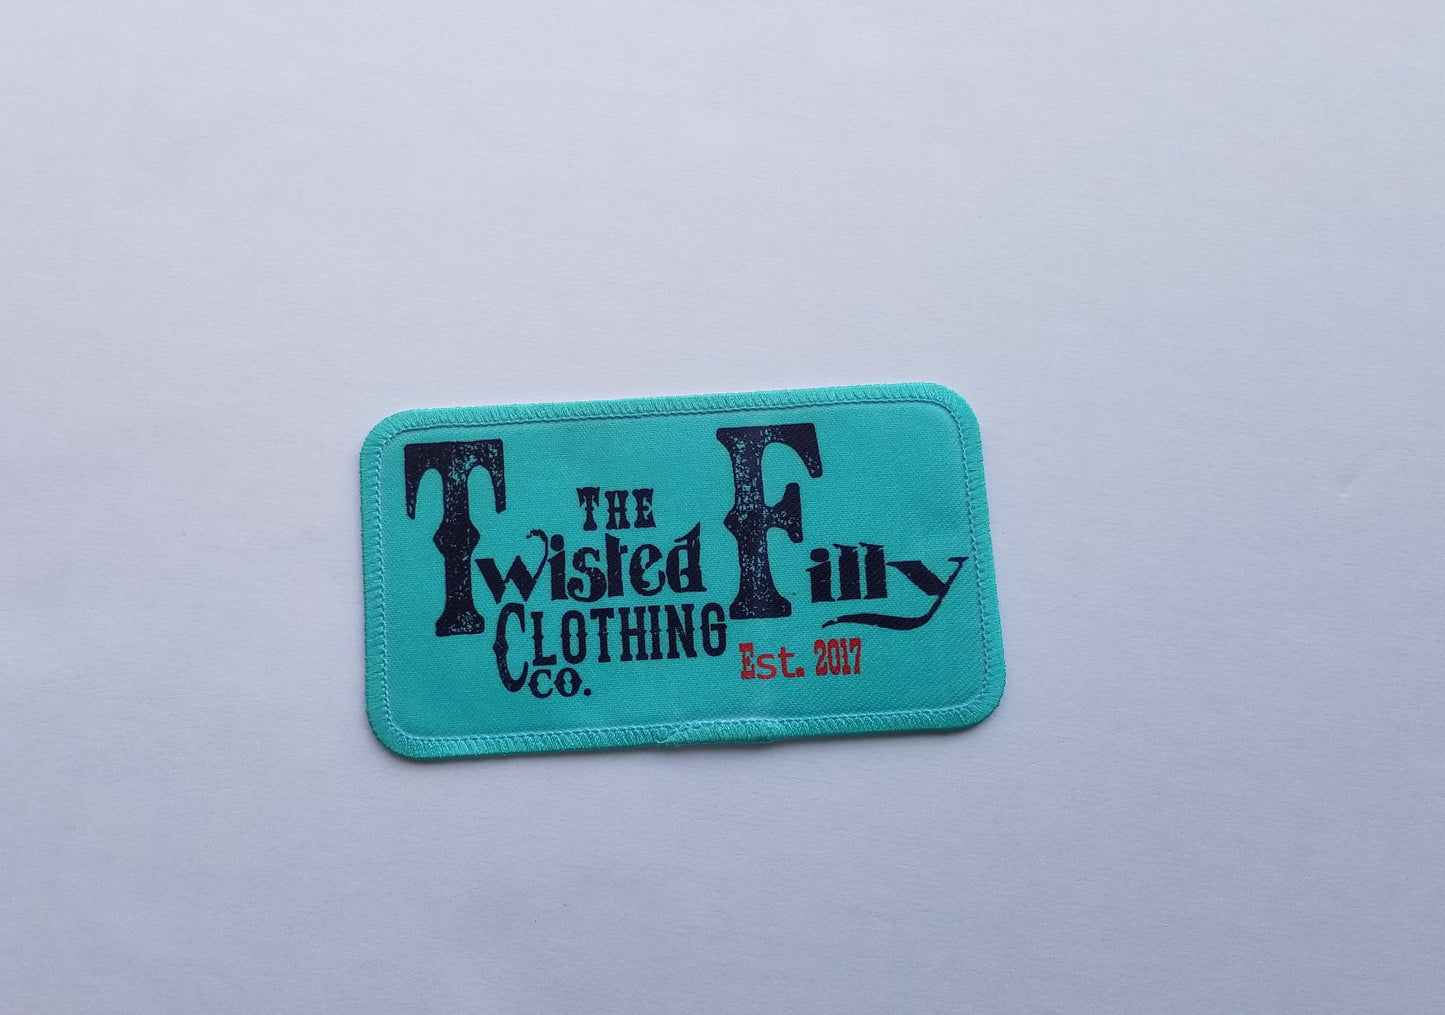 THE
Twisted Filly
CLOTHING
CO.
Est. 2017